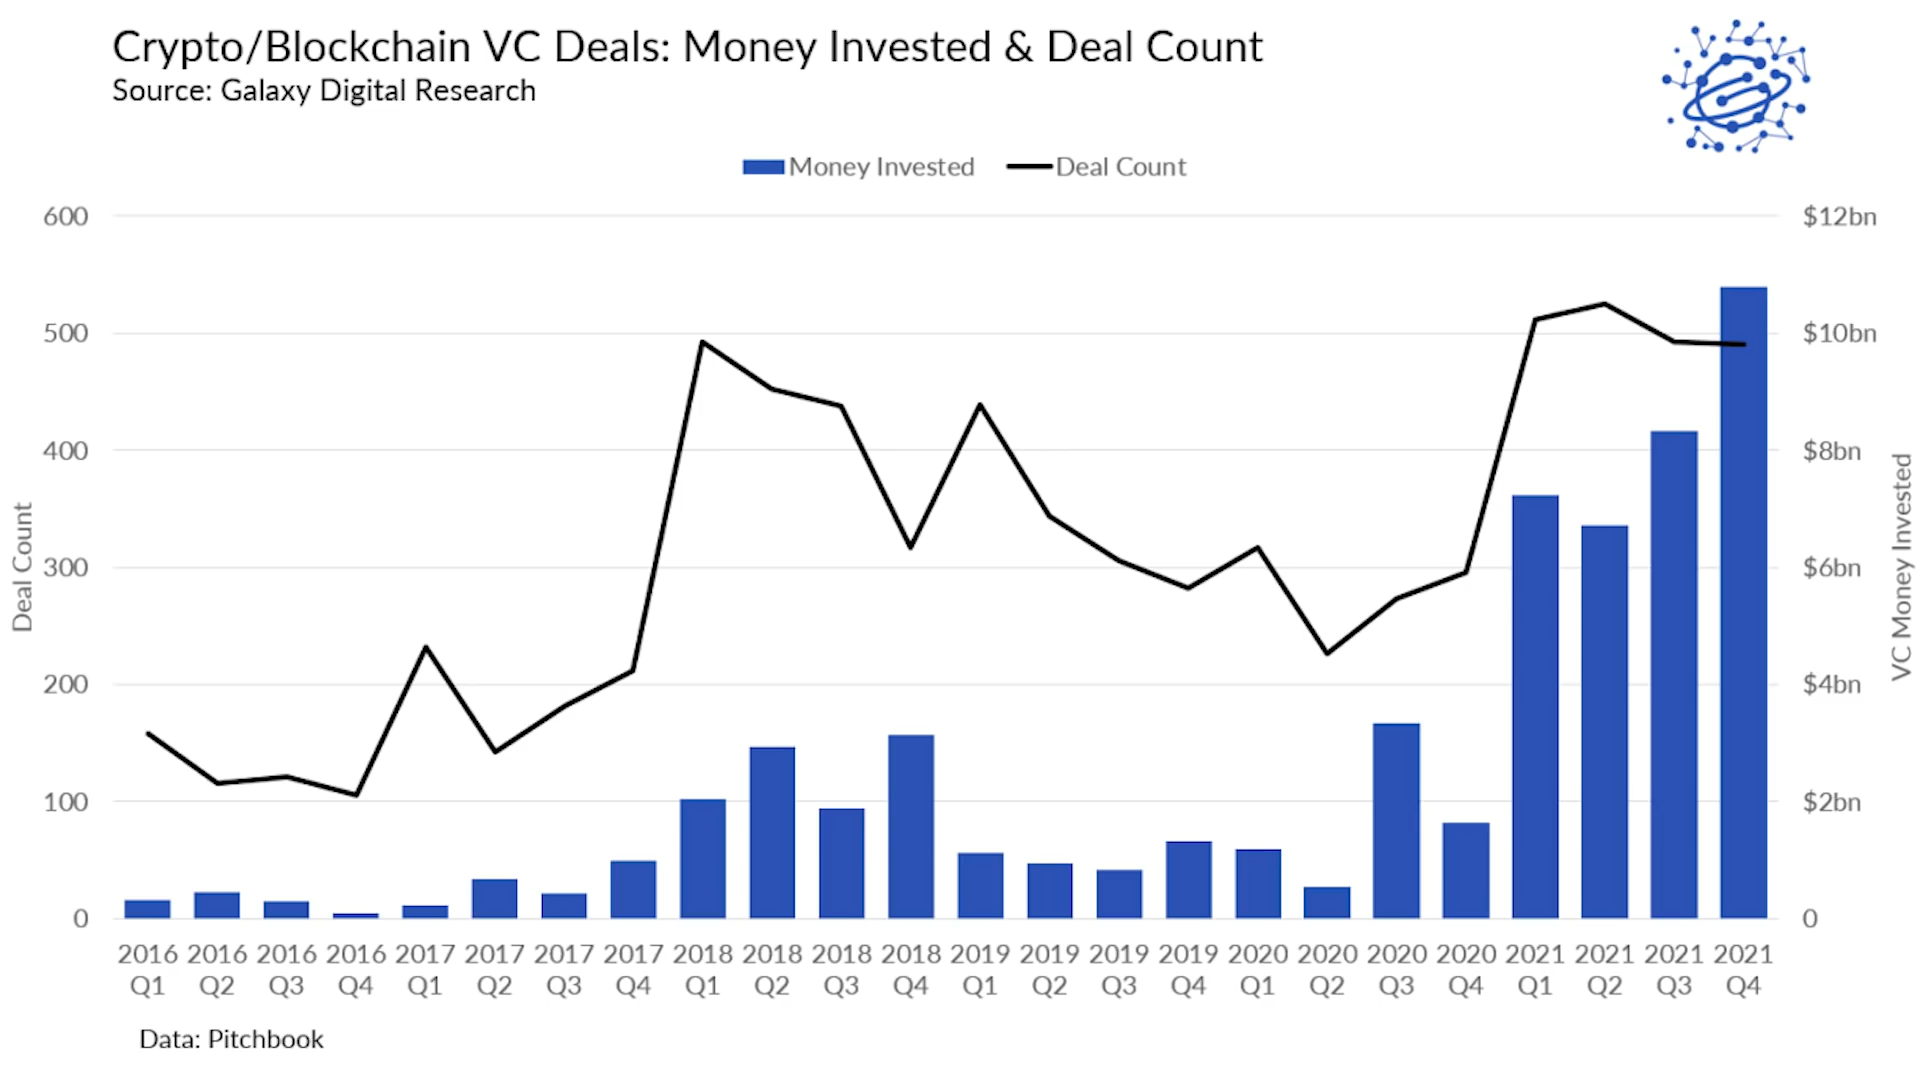 Crypto/Blockchain VC Deals: Money Invested & Deal Count
Source: Galaxy Digital Research
Money Invested
Deal Count
600
500
400
300
200
100
0
Deal Count
$12bn
$10bn
$8bn
$6bn
$4bn
$2bn
0
VC Money Invested
2016 2016 2016 2016 2017 2017 2017 2017 2018 2018 2018 2018 2019 2019 2019 2019 2020 2020 2020 2020 2021 2021 2021 2021
Q1 Q2 Q3 Q4 Q1 Q2 Q3 Q4 Q1 Q2 Q3 Q4 Q1 Q2 Q3 Q4 Q1 Q2 Q3 Q4 Q1 Q2 Q3 Q4
Data: Pitchbook